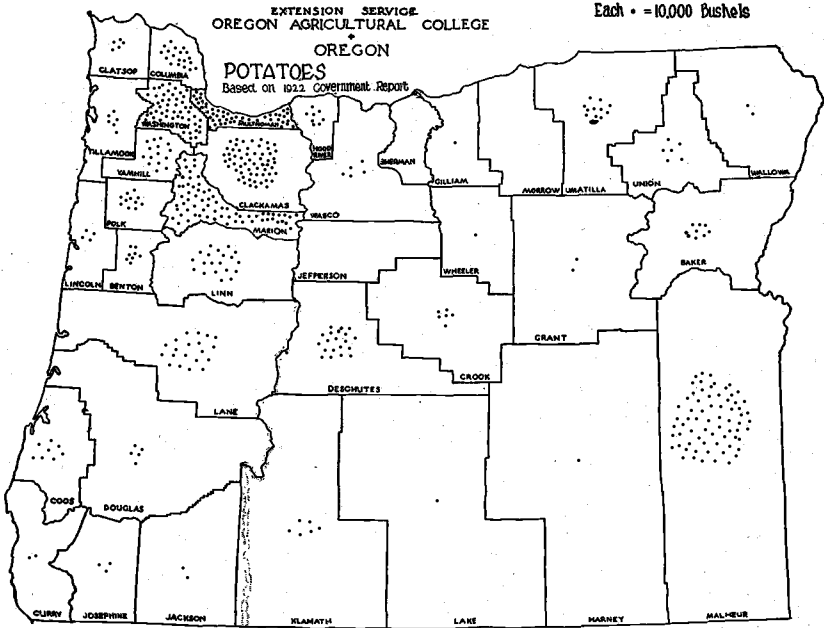 EXTENSION SERVICE
OREGON AGRICULTURAL COLLEGE
+
OREGON
Each • = 10,000 Bushels
POTATOES
Based on 1922 Government Report
CLATSOP
COLUMBIA
WASHINGTON
MULTNOMAH
TILLAMOOK
HOOD RIVER
SHERMAN
YAMHILL
GILLIAM
MORROW
UMATILLA
UNION
WALLOWA
CLACKAMAS
WASCO
POLK
MARION
WHEELER
BAKER
JEFFERSON
LINCOLN
BENTON
LINN
GRANT
CROOK
DESCHUTES
LANE
COOS
DOUGLAS
CURRY
JOSEPHINE
JACKSON
KLAMATH
LAKE
HARNEY
MALHEUR